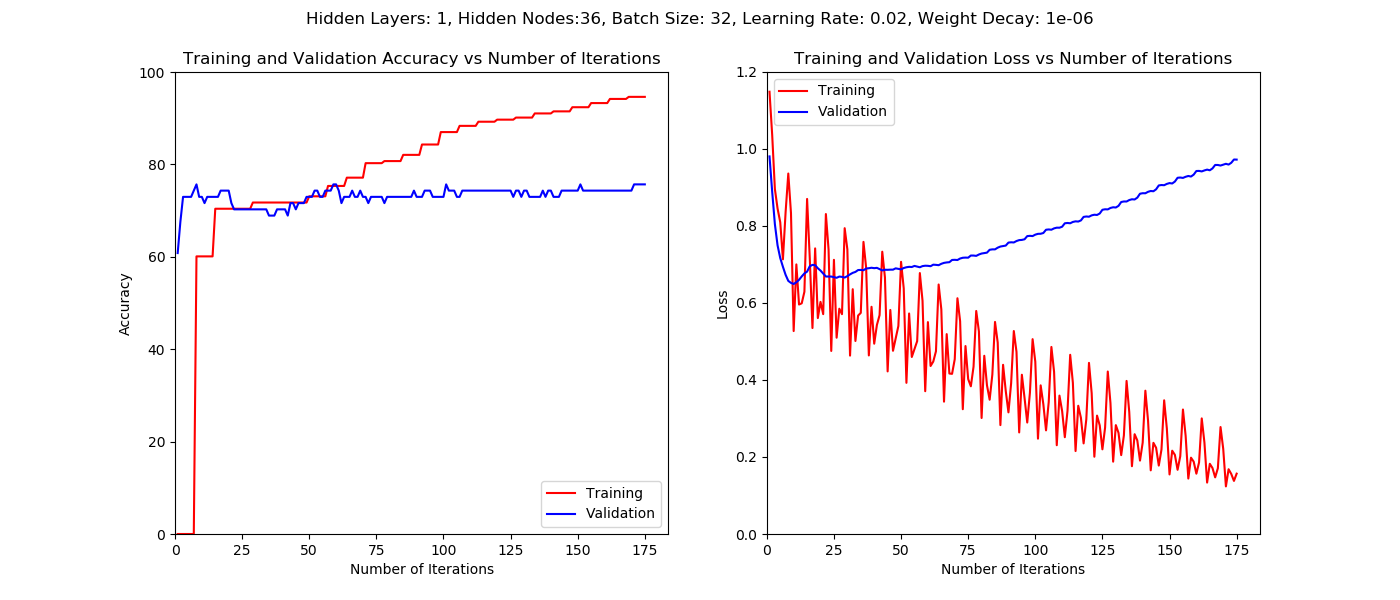 Hidden Layers: 1, Hidden Nodes:36, Batch Size: 32, Learning Rate: 0.02, Weight Decay: 1e-06
Training and Validation Accuracy vs Number of Iterations
100
80
60
40
20
0
Accuracy
0 25 50 75 100 125 150 175
Number of Iterations
Training
Validation
Training and Validation Loss vs Number of Iterations
Training
Validation
1.2
1.0
0.8
0.6
0.4
0.2
0.0
Loss
0 25 50 75 100 125 150 175
Number of Iterations